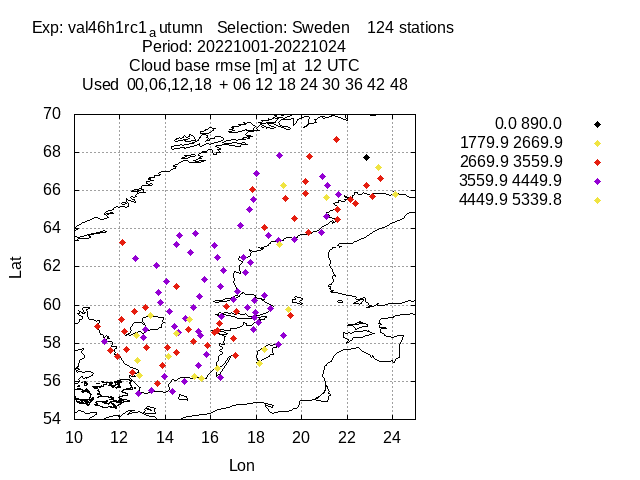 Exp: val46h1rc1autumn Selection: Sweden 124 stations
Period: 20221001-20221024
Cloud base rmse [m] at 12 UTC
Used 00,06,12,18 + 06 12 18 24 30 36 42 48
70
68
66
64
62
60
58
56
54
10 12 14 16 18 20 22 24
Lat
Lon
0.0 890.0
1779.9 2669.9
2669.9 3559.9
3559.9 4449.9
4449.9 5339.8